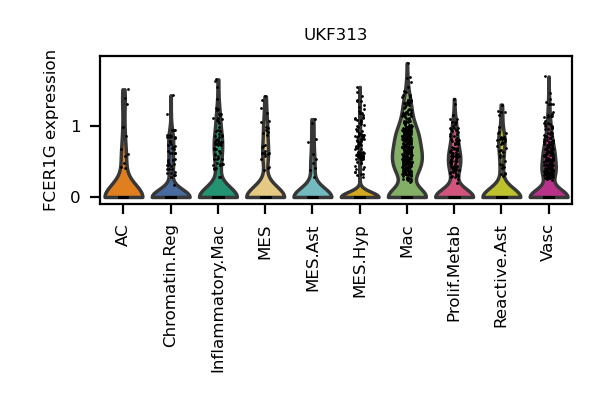 UKF313
FCER1G expression
1
0
AC
Chromatin.Reg
Inflammatory.Mac
MES
MES.Ast
MES.Hyp
Mac
Prolif.Metab
Reactive.Ast
Vasc